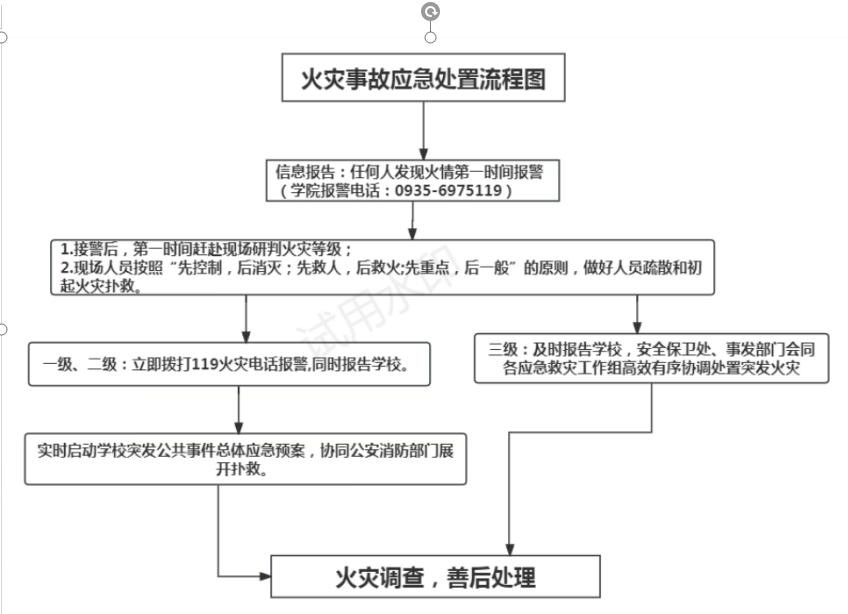 火灾事故应急处置流程图
信息报告：任何人发现火情第一时间报警
（学院报警电话：0935-6975119）
1.接警后，第一时间赶赴现场研判火灾等级；
2.现场人员按照“先控制，后消灭；先救人，后救火;先重点，后一般”的原则，做好人员疏散和初
起火灾扑救。
试用水印
一级、二级：立即拨打119火灾电话报警,同时报告学校。
三级：及时报告学校，安全保卫处、事发部门会同
各应急救灾工作组高效有序协调处置突发火灾
实时启动学校突发公共事件总体应急预案，协同公安消防部门展
开扑救。
火灾调查，善后处理